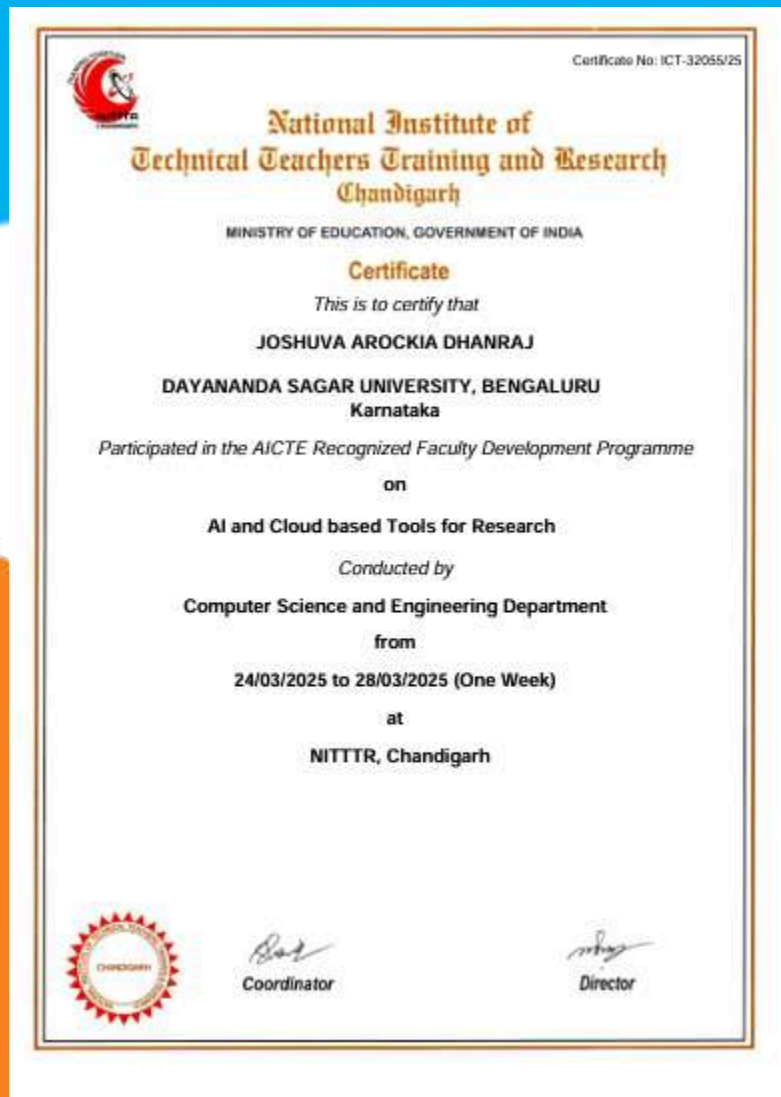 Certificate No: ICT-32055/25
NITTTR
CHANDIGARH
National Institute of
Technical Teachers Training and Research
Chandigarh
MINISTRY OF EDUCATION, GOVERNMENT OF INDIA
Certificate
This is to certify that
JOSHUVA AROCKIA DHANRAJ
DAYANANDA SAGAR UNIVERSITY, BENGALURU
Karnataka
Participated in the AICTE Recognized Faculty Development Programme
on
AI and Cloud based Tools for Research
Conducted by
Computer Science and Engineering Department
from
24/03/2025 to 28/03/2025 (One Week)
at
NITTTR, Chandigarh
CHANDIGARH
Coordinator
Director